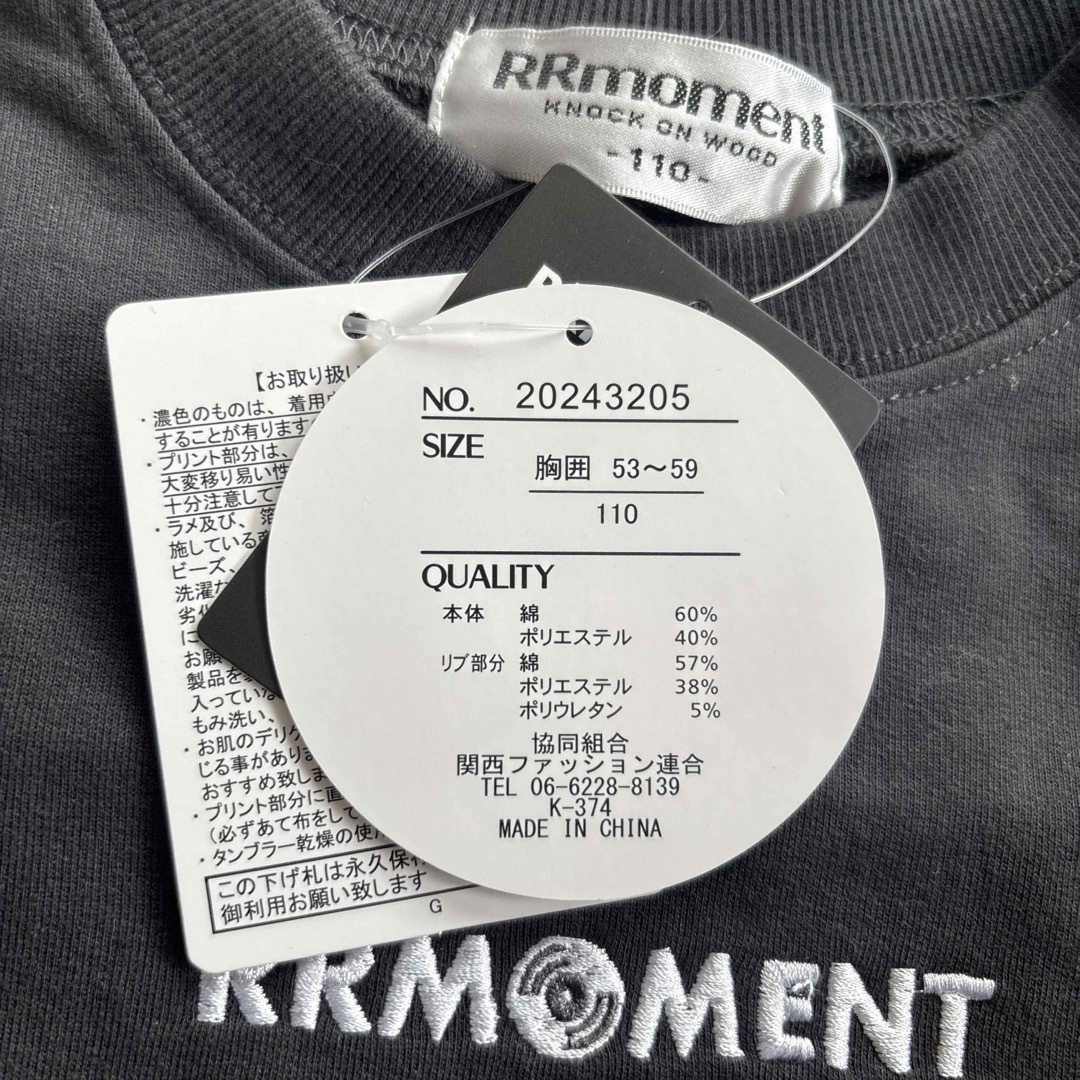 RRmoment
KNOCK ON WOOD
-110-
【お取り扱い
・濃色のものは、着用
することが有ります
・プリント部分は、
大変移り易い性
十分注意して
・ラメ及び、箔
施している
ビーズ、
洗濯
劣化
に
お願
製品を
入っていな
もみ洗い、
・お肌のデリケ
じる事があり
おすすめ致しま
・プリント部分に直
(必ずあて布をして
・タンブラー乾燥の使用
この下げ札は永久保存
御利用お願い致します
G
NO. 20243205
SIZE
胸囲 53～59
110
QUALITY
本体 綿 60%
ポリエステル 40%
リブ部分 綿 57%
ポリエステル 38%
ポリウレタン 5%
協同組合
関西ファッション連合
TEL 06-6228-8139
K-374
MADE IN CHINA
RRMOMENT